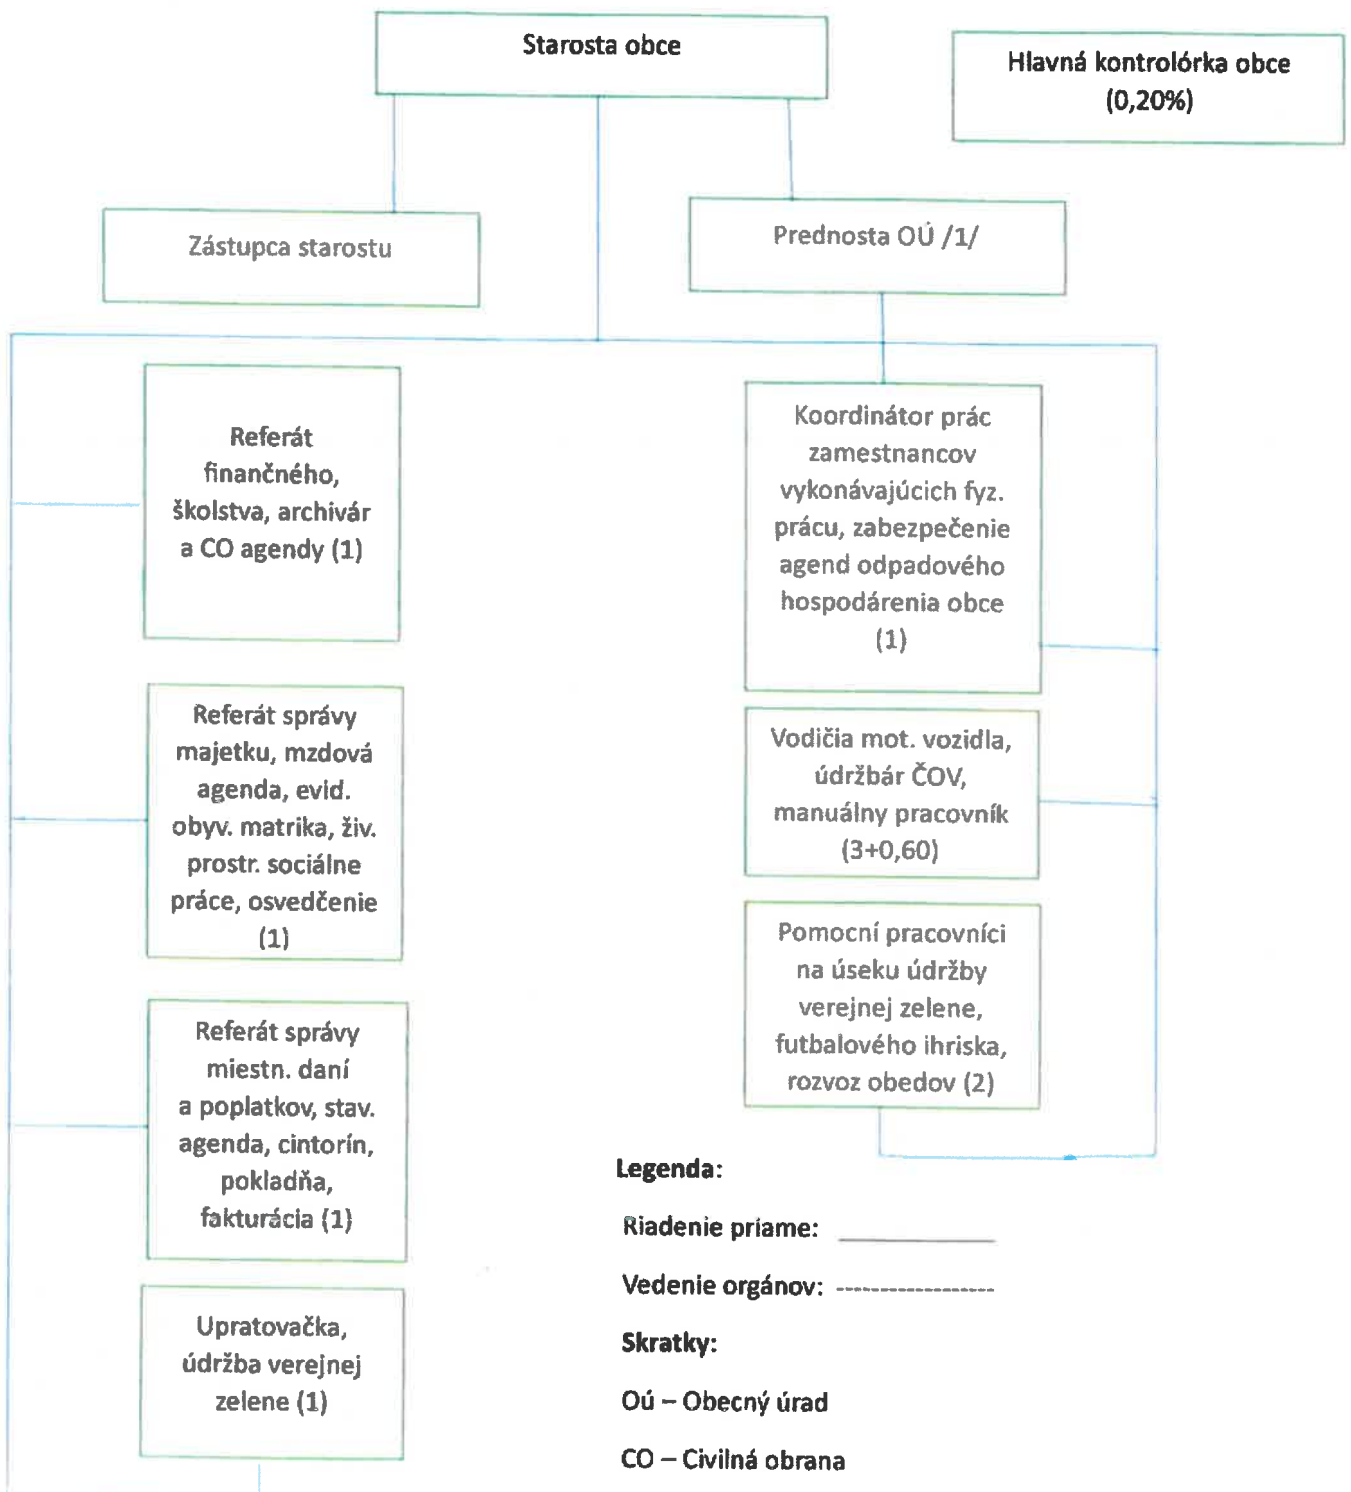 Starosta obce
Hlavná kontrolórka obce
(0,20%)
Zástupca starostu
Prednosta OÚ /1/
Referát
finančného,
školstva, archivár
a CO agendy (1)
Referát správy
majetku, mzdová
agenda, evid.
obyv. matrika, živ.
prostr. sociálne
práce, osvedčenie
(1)
Referát správy
miestn. daní
a poplatkov, stav.
agenda, cintorín,
pokladňa,
fakturácia (1)
Upratovačka,
údržba verejnej
zelene (1)
Koordinátor prác
zamestnancov
vykonávajúcich fyz.
prácu, zabezpečenie
agend odpadového
hospodárenia obce
(1)
Vodičia mot. vozidla,
údržbár ČOV,
manuálny pracovník
(3+0,60)
Pomocní pracovníci
na úseku údržby
verejnej zelene,
futbalového ihriska,
rozvoz obedov (2)
Legenda:
Riadenie priame: ___________
Vedenie orgánov: --------------------
Skratky:
Oú – Obecný úrad
CO – Civilná obrana